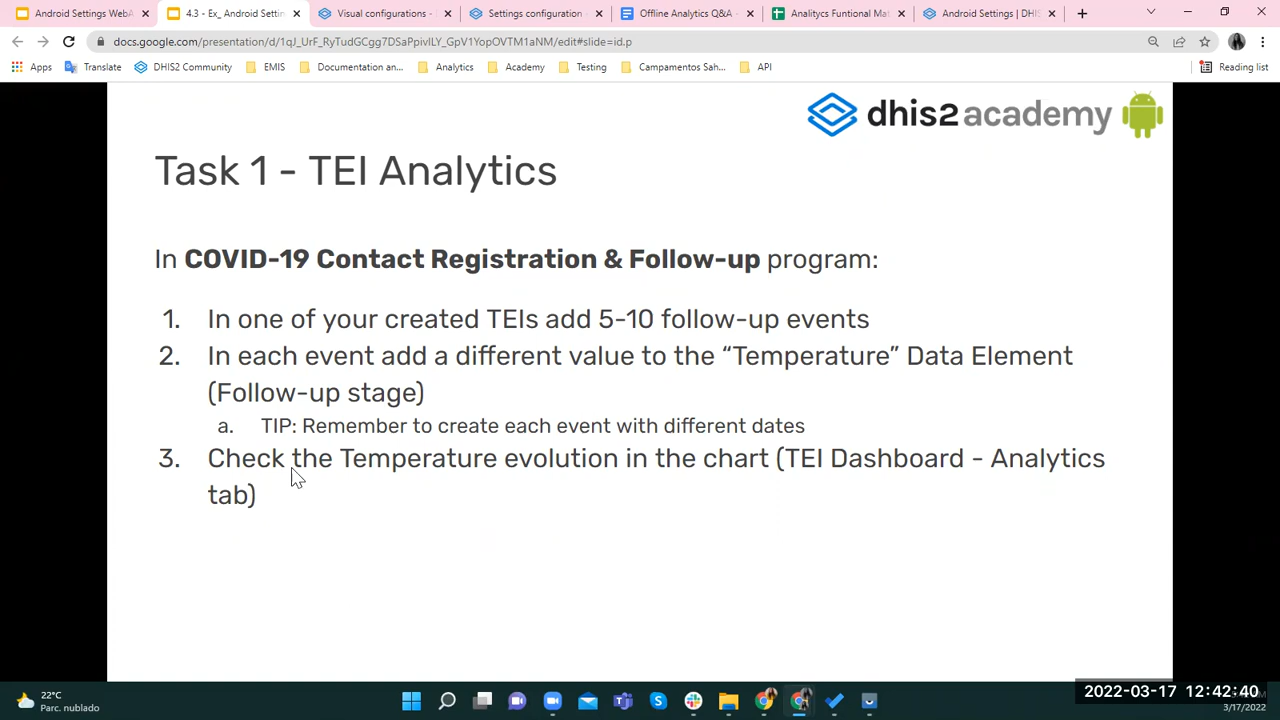 Android Settings WebA
4.3 - Ex_ Android Settin
Visual configurations -
Settings configuration
Offline Analytics Q&A -
Analitycs Funtional Mat
Android Settings | DHIS
docs.google.com/presentation/d/1qJ_UrF_RyTudGCgg7DSaPpivlLY_GpV1YopOVTM1aNM/edit#slide=id.p
Apps
Translate
DHIS2 Community
EMIS
Documentation an...
Analytics
Academy
Testing
Campamentos Sah...
API
Reading list
dhis2 academy
Task 1 - TEI Analytics
In COVID-19 Contact Registration & Follow-up program:
1. In one of your created TEIs add 5-10 follow-up events
2. In each event add a different value to the “Temperature” Data Element
(Follow-up stage)
a. TIP: Remember to create each event with different dates
3. Check the Temperature evolution in the chart (TEI Dashboard - Analytics
tab)
22°C
Parc. nublado
2022-03-17 12:42:40
3/17/2022